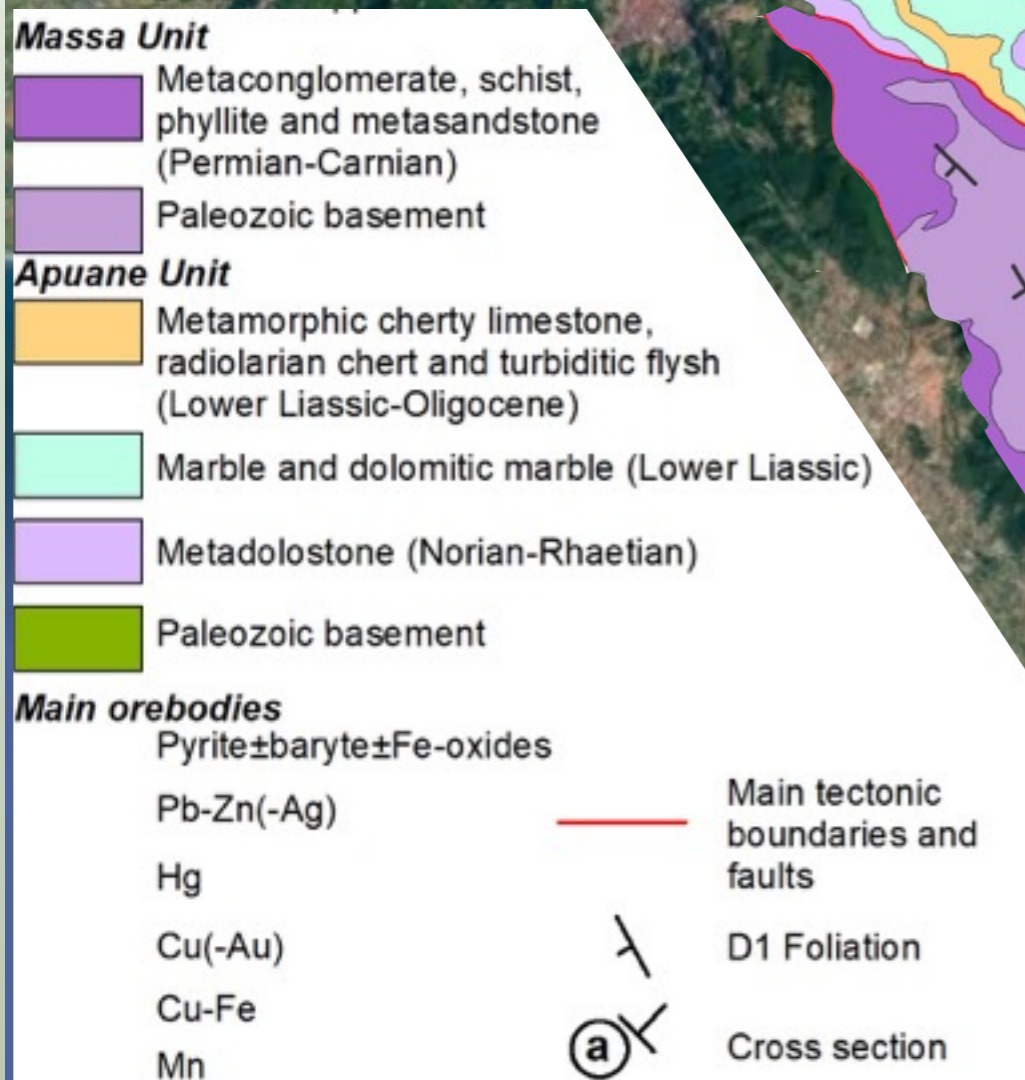 Massa Unit
Metaconglomerate, schist,
phyllite and metasandstone
(Permian-Carnian)
Paleozoic basement
Apuane Unit
Metamorphic cherty limestone,
radiolarian chert and turbiditic flysh
(Lower Liassic-Oligocene)
Marble and dolomitic marble (Lower Liassic)
Metadolostone (Norian-Rhaetian)
Paleozoic basement
Main orebodies
Pyrite±baryte±Fe-oxides
Pb-Zn(-Ag)
Hg
Cu(-Au)
Cu-Fe
Mn
Main tectonic
boundaries and
faults
D1 Foliation
a
Cross section